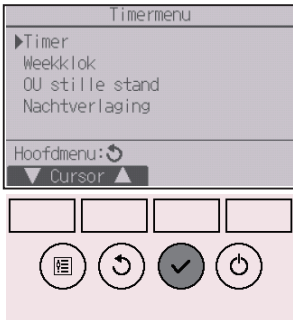 Timermenu
▶Timer
Weekklok
OU stille stand
Nachtverlaging
Hoofdmenu:↺
▼ Cursor ▲